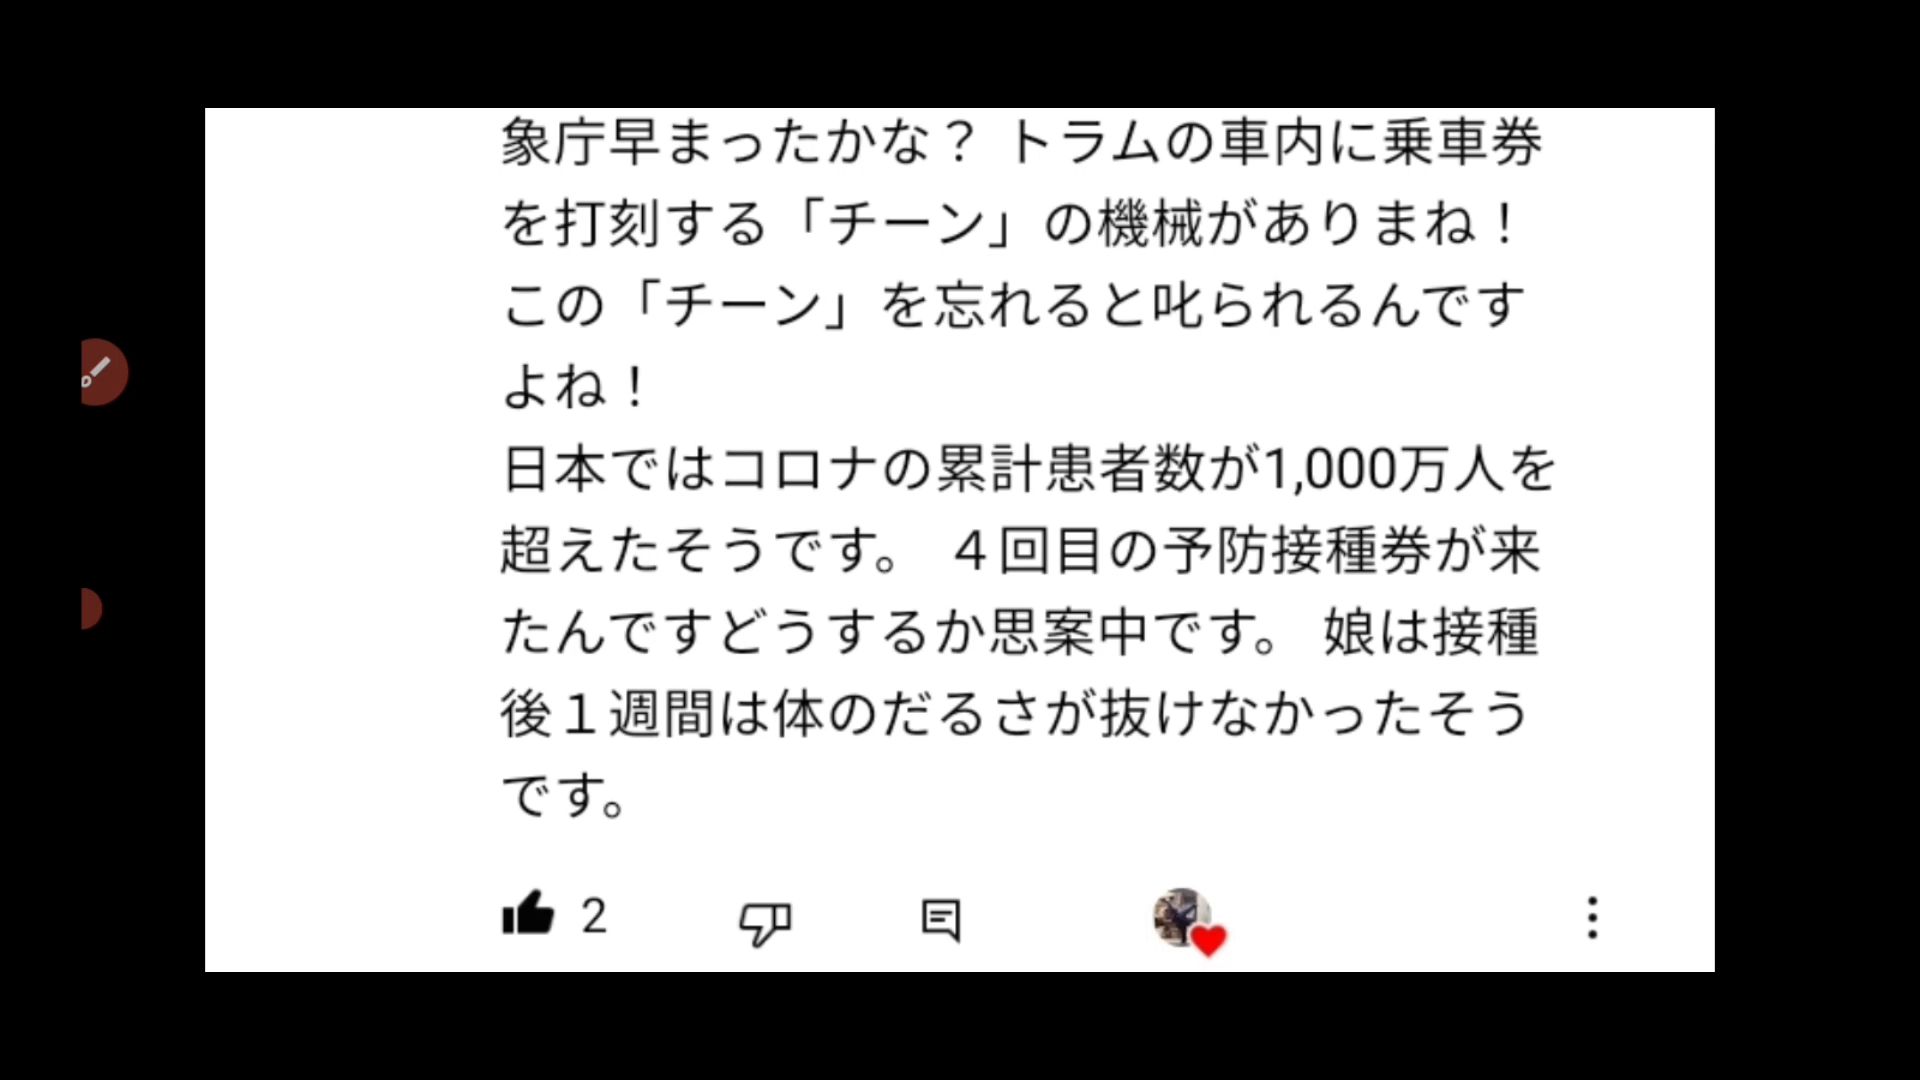 象庁早まったかな？ トラムの車内に乗車券
を打刻する「チーン」の機械がありまね！
この「チーン」を忘れると叱られるんです
よね！
日本ではコロナの累計患者数が1,000万人を
超えたそうです。 ４回目の予防接種券が来
たんですどうするか思案中です。 娘は接種
後１週間は体のだるさが抜けなかったそう
です。
2